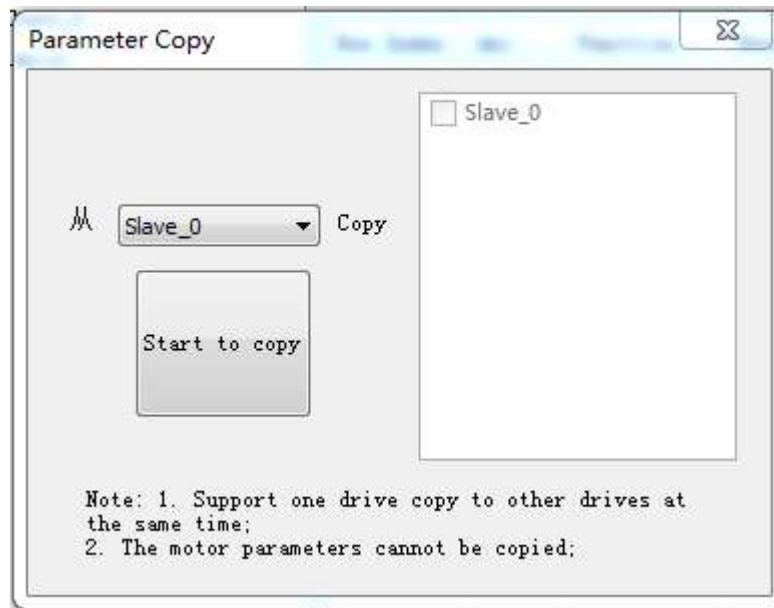 Parameter Copy
Slave_0
从 Slave_0 Copy
Start to copy
Note: 1. Support one drive copy to other drives at
the same time;
2. The motor parameters cannot be copied;